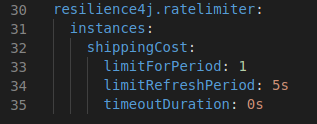 30 resilience4j.ratelimiter:
31   instances:
32     shippingCost:
33       limitForPeriod: 1
34       limitRefreshPeriod: 5s
35       timeoutDuration: 0s